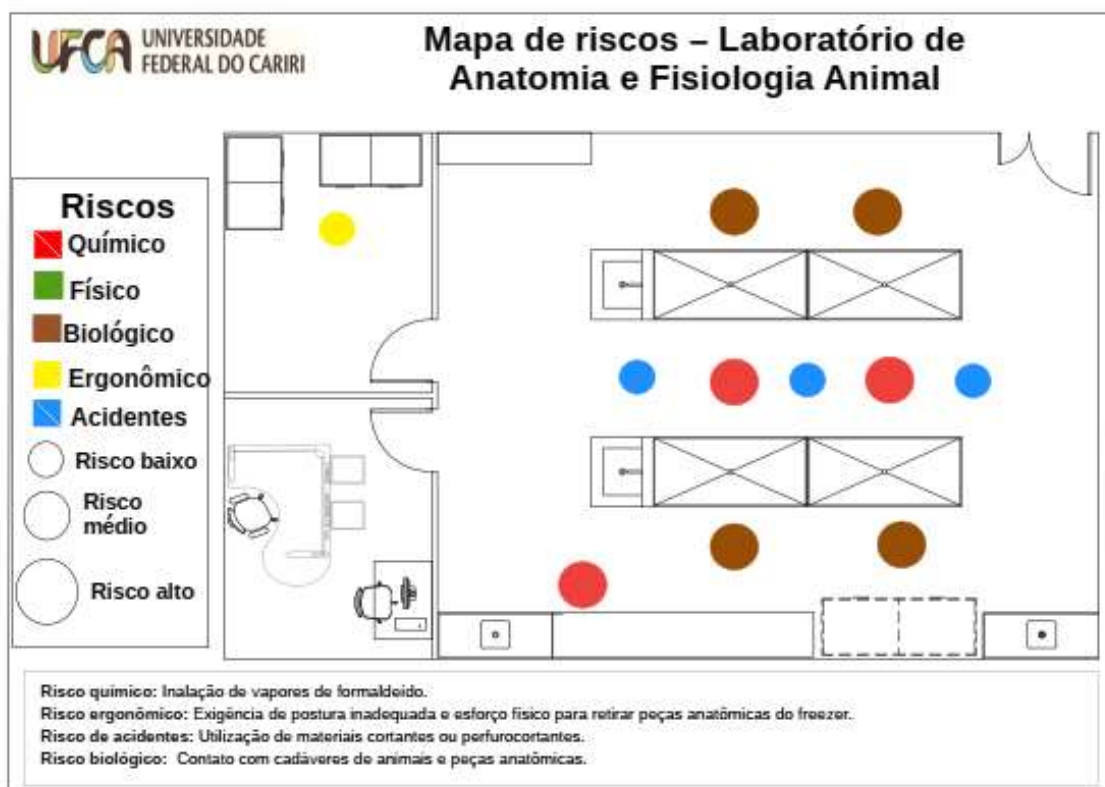 UFCA UNIVERSIDADE
FEDERAL DO CARIRI
Mapa de riscos – Laboratório de
Anatomia e Fisiologia Animal
Riscos
Químico
Físico
Biológico
Ergonômico
Acidentes
Risco baixo
Risco
médio
Risco alto
Risco químico: Inalação de vapores de formaldeído.
Risco ergonômico: Exigência de postura inadequada e esforço físico para retirar peças anatômicas do freezer.
Risco de acidentes: Utilização de materiais cortantes ou perfurocortantes.
Risco biológico: Contato com cadáveres de animais e peças anatômicas.